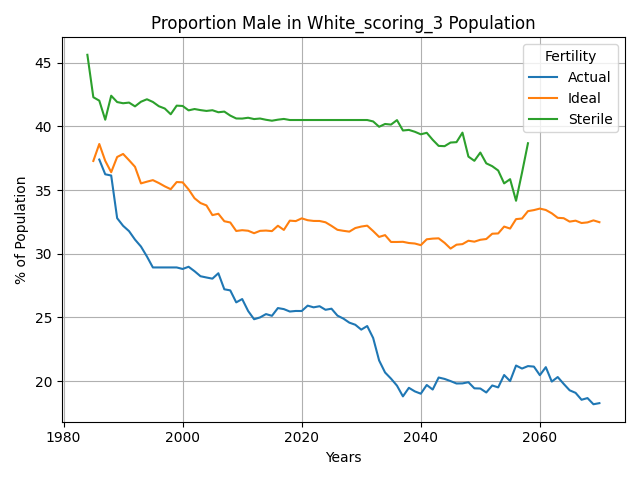 Proportion Male in White_scoring_3 Population
Fertility
Actual
Ideal
Sterile
% of Population
45
40
35
30
25
20
1980
2000
2020
2040
2060
Years